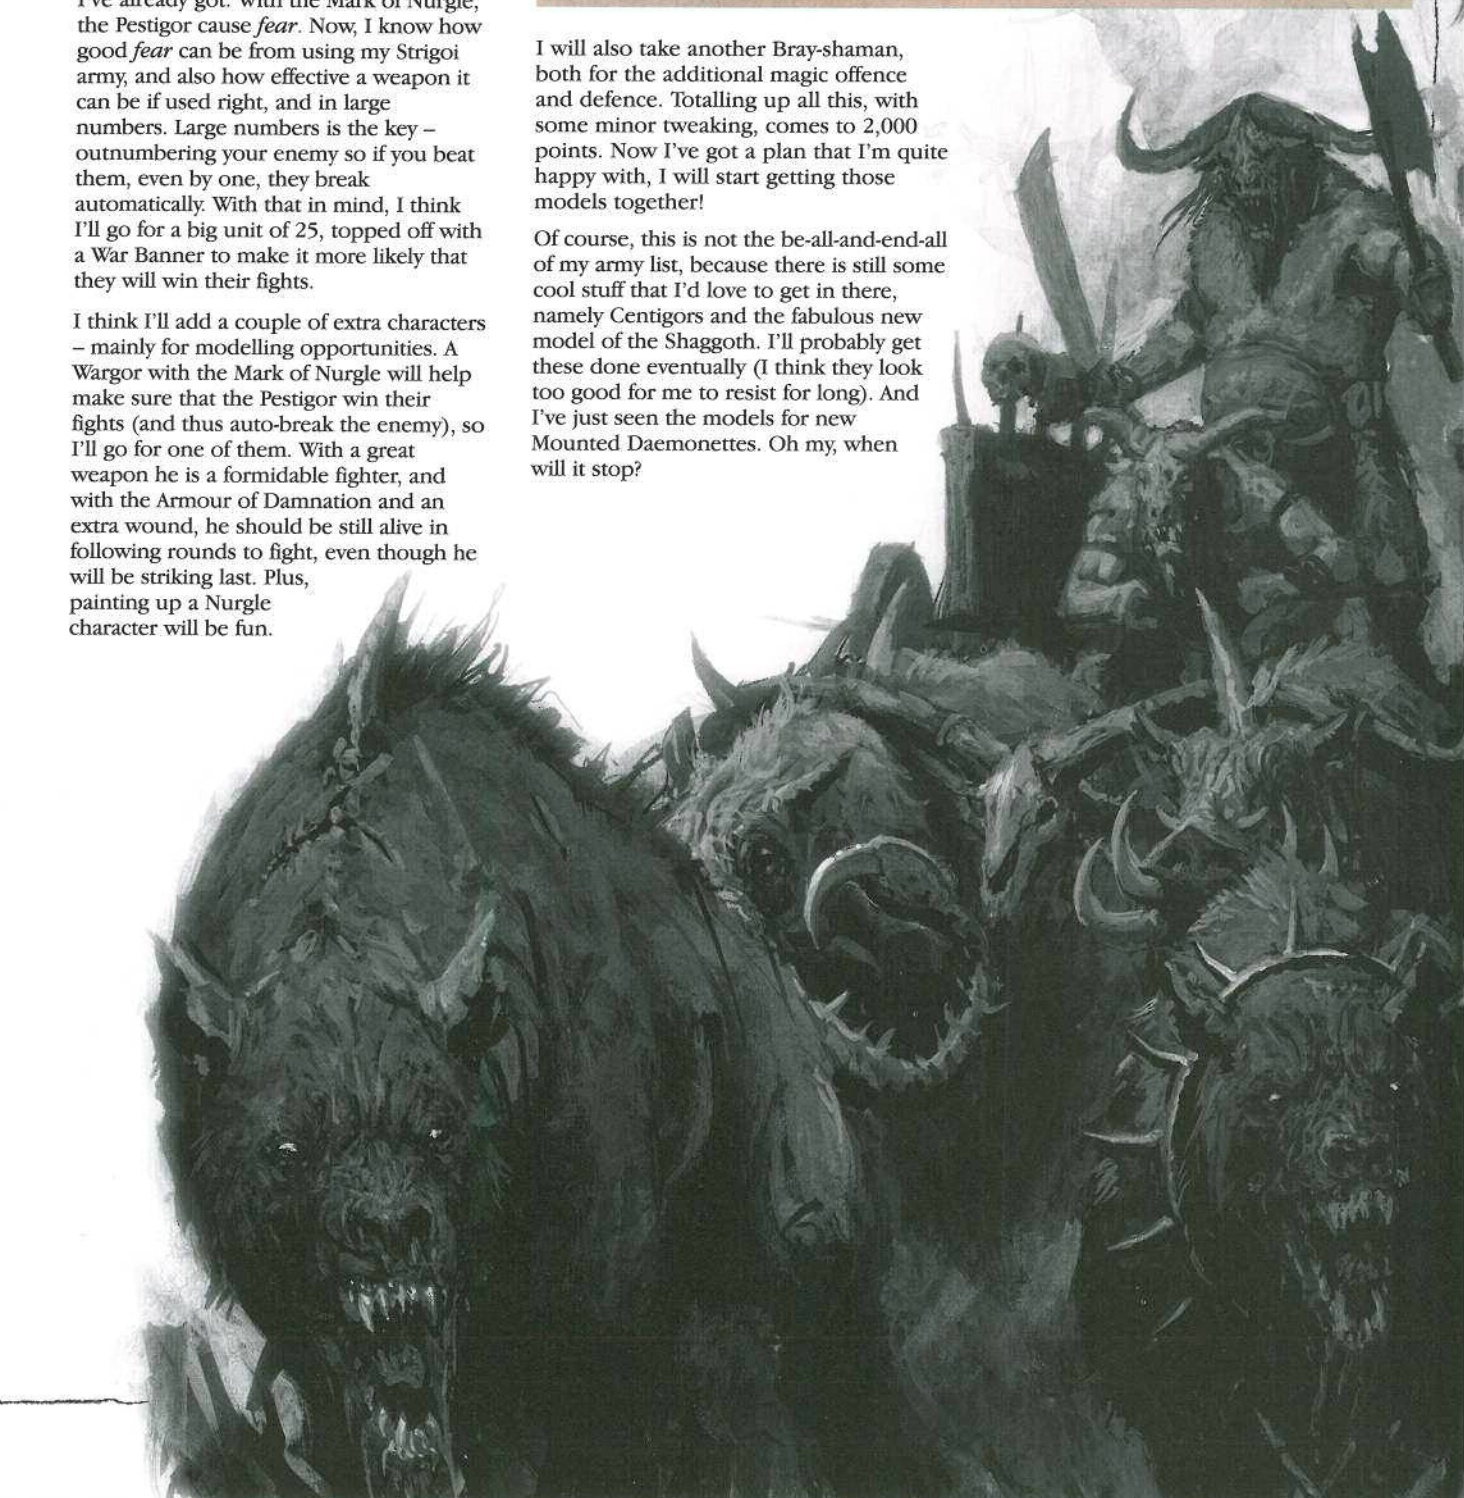 I've already got. With the Mark of Nurgle,
the Pestigor cause fear. Now, I know how
good fear can be from using my Strigoi
army, and also how effective a weapon it
can be if used right, and in large
numbers. Large numbers is the key –
outnumbering your enemy so if you beat
them, even by one, they break
automatically. With that in mind, I think
I'll go for a big unit of 25, topped off with
a War Banner to make it more likely that
they will win their fights.
I think I'll add a couple of extra characters
– mainly for modelling opportunities. A
Wargor with the Mark of Nurgle will help
make sure that the Pestigor win their
fights (and thus auto-break the enemy), so
I'll go for one of them. With a great
weapon he is a formidable fighter, and
with the Armour of Damnation and an
extra wound, he should be still alive in
following rounds to fight, even though he
will be striking last. Plus,
painting up a Nurgle
character will be fun.
I will also take another Bray-shaman,
both for the additional magic offence
and defence. Totalling up all this, with
some minor tweaking, comes to 2,000
points. Now I've got a plan that I'm quite
happy with, I will start getting those
models together!
Of course, this is not the be-all-and-end-all
of my army list, because there is still some
cool stuff that I'd love to get in there,
namely Centigors and the fabulous new
model of the Shaggoth. I'll probably get
these done eventually (I think they look
too good for me to resist for long). And
I've just seen the models for new
Mounted Daemonettes. Oh my, when
will it stop?